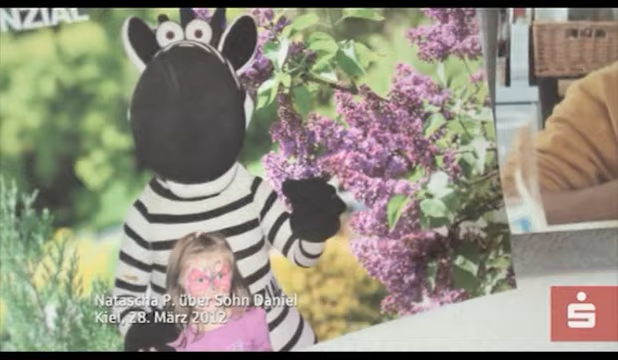 NZIAL
Natascha P. über Sohn Daniel
Kiel, 28. März 2012